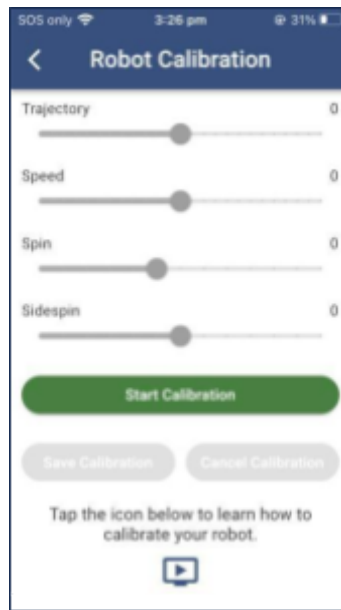 SOS only 3:26 pm 31%
Robot Calibration
Trajectory 0
Speed 0
Spin 0
Sidespin 0
Start Calibration
Save Calibration Cancel Calibration
Tap the icon below to learn how to
calibrate your robot.